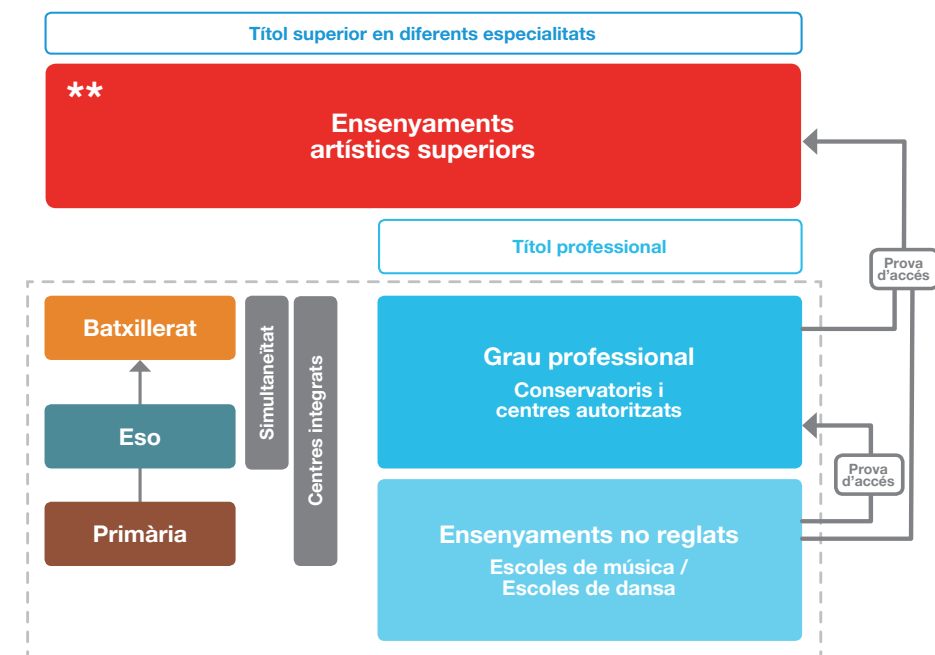 Títol superior en diferents especialitats
**
Ensenyaments
artístics superiors
Títol professional
Prova
d'accés
Batxillerat
Simultaneïtat
Centres integrats
Grau professional
Conservatoris i
centres autoritzats
Eso
Prova
d'accés
Primària
Ensenyaments no reglats
Escoles de música /
Escoles de dansa